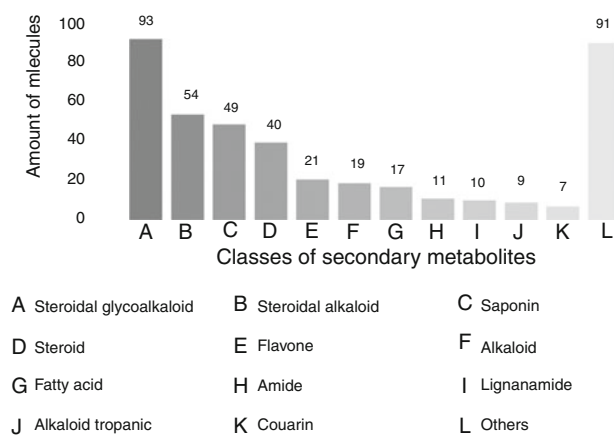 Amount of mlecules
100
80
60
40
20
0
93
54
49
40
21
19
17
11
10
9
7
91
A B C D E F G H I J K L
Classes of secondary metabolites
A Steroidal glycoalkaloid B Steroidal alkaloid C Saponin
D Steroid E Flavone F Alkaloid
G Fatty acid H Amide I Lignanamide
J Alkaloid tropanic K Couarin L Others